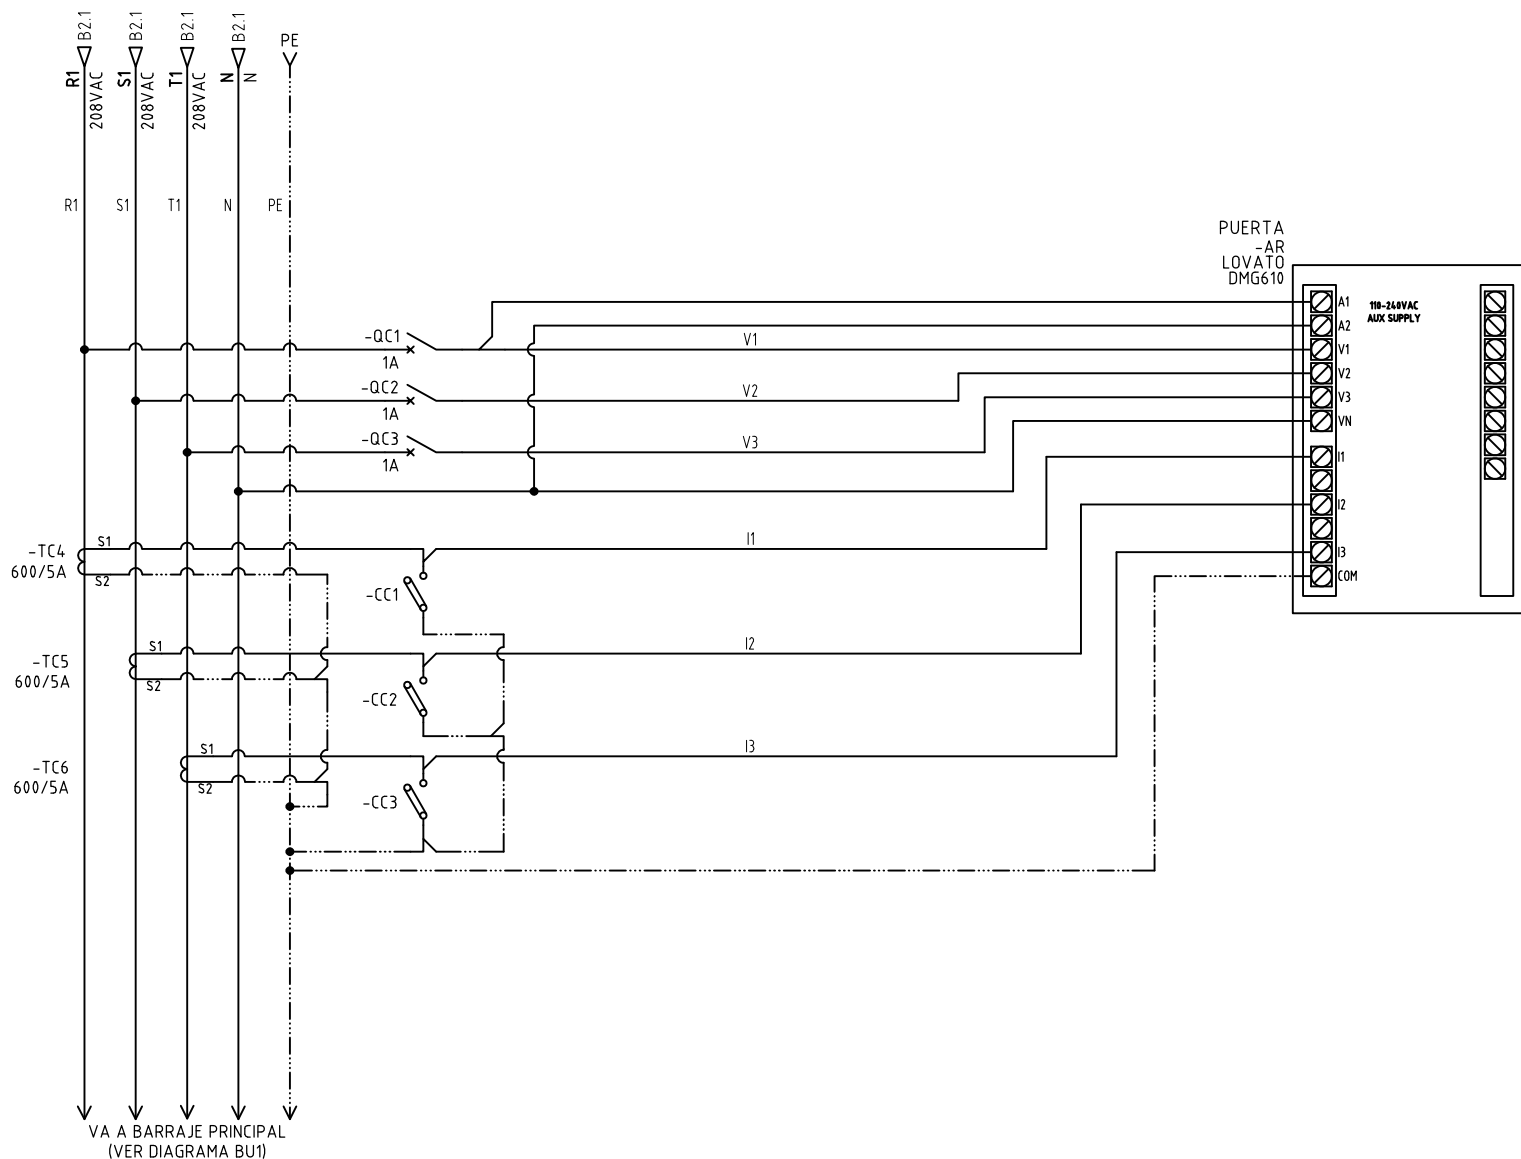 B2.1
B2.1
B2.1
B2.1
PE
R1
208VAC
S1
208VAC
T1
208VAC
N
N
R1
S1
T1
N
PE
PUERTA
-AR
LOVATO
DMG610
A1
110-240VAC
AUX SUPPLY
A2
V1
V2
V3
VN
I1
I2
I3
COM
-QC1
1A
V1
-QC2
1A
V2
-QC3
1A
V3
-TC4
600/5A
S1
S2
I1
-CC1
-TC5
600/5A
S1
S2
I2
-CC2
-TC6
600/5A
S1
S2
I3
-CC3
VA A BARRAJE PRINCIPAL
(VER DIAGRAMA BU1)